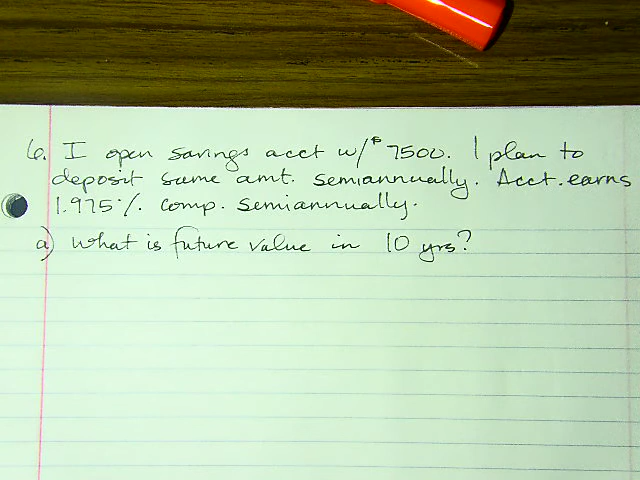 6. I open savings acct w/ $7500. I plan to
deposit same amt. semiannually. Acct. earns
1.975% comp. semiannually.
a) What is future value in 10 yrs?